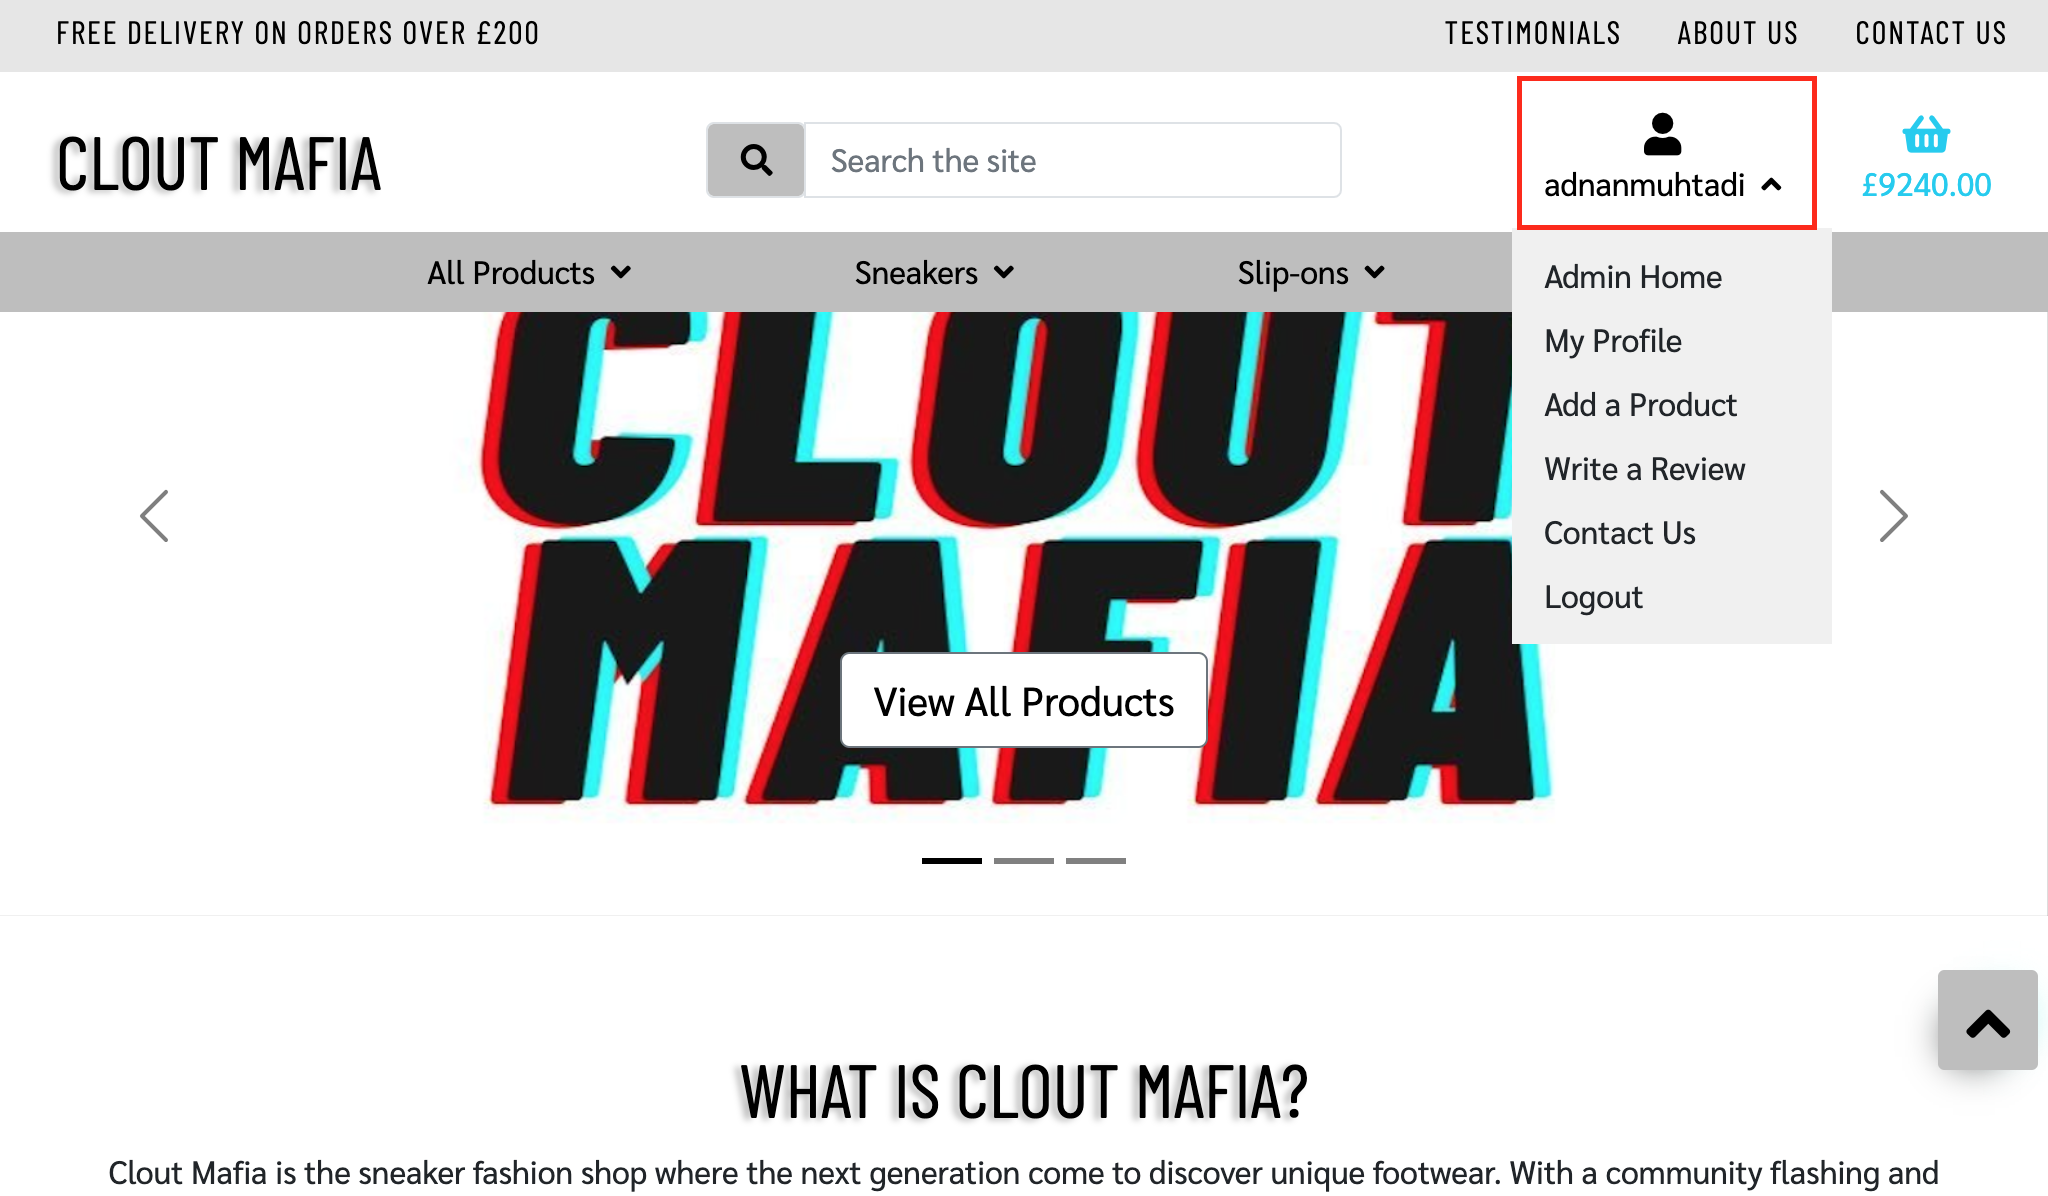 FREE DELIVERY ON ORDERS OVER £200
TESTIMONIALS ABOUT US CONTACT US
CLOUT MAFIA
Search the site
adnanmuhtadi
£9240.00
All Products
Sneakers
Slip-ons
Admin Home
My Profile
Add a Product
Write a Review
Contact Us
Logout
CLOUT
MAFIA
View All Products
WHAT IS CLOUT MAFIA?
Clout Mafia is the sneaker fashion shop where the next generation come to discover unique footwear. With a community flashing and